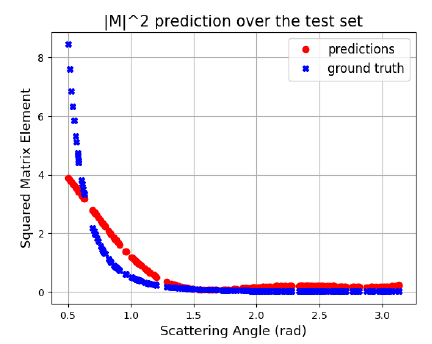 |M|^2 prediction over the test set
predictions
ground truth
8
6
4
2
0
Squared Matrix Element
0.5 1.0 1.5 2.0 2.5 3.0
Scattering Angle (rad)